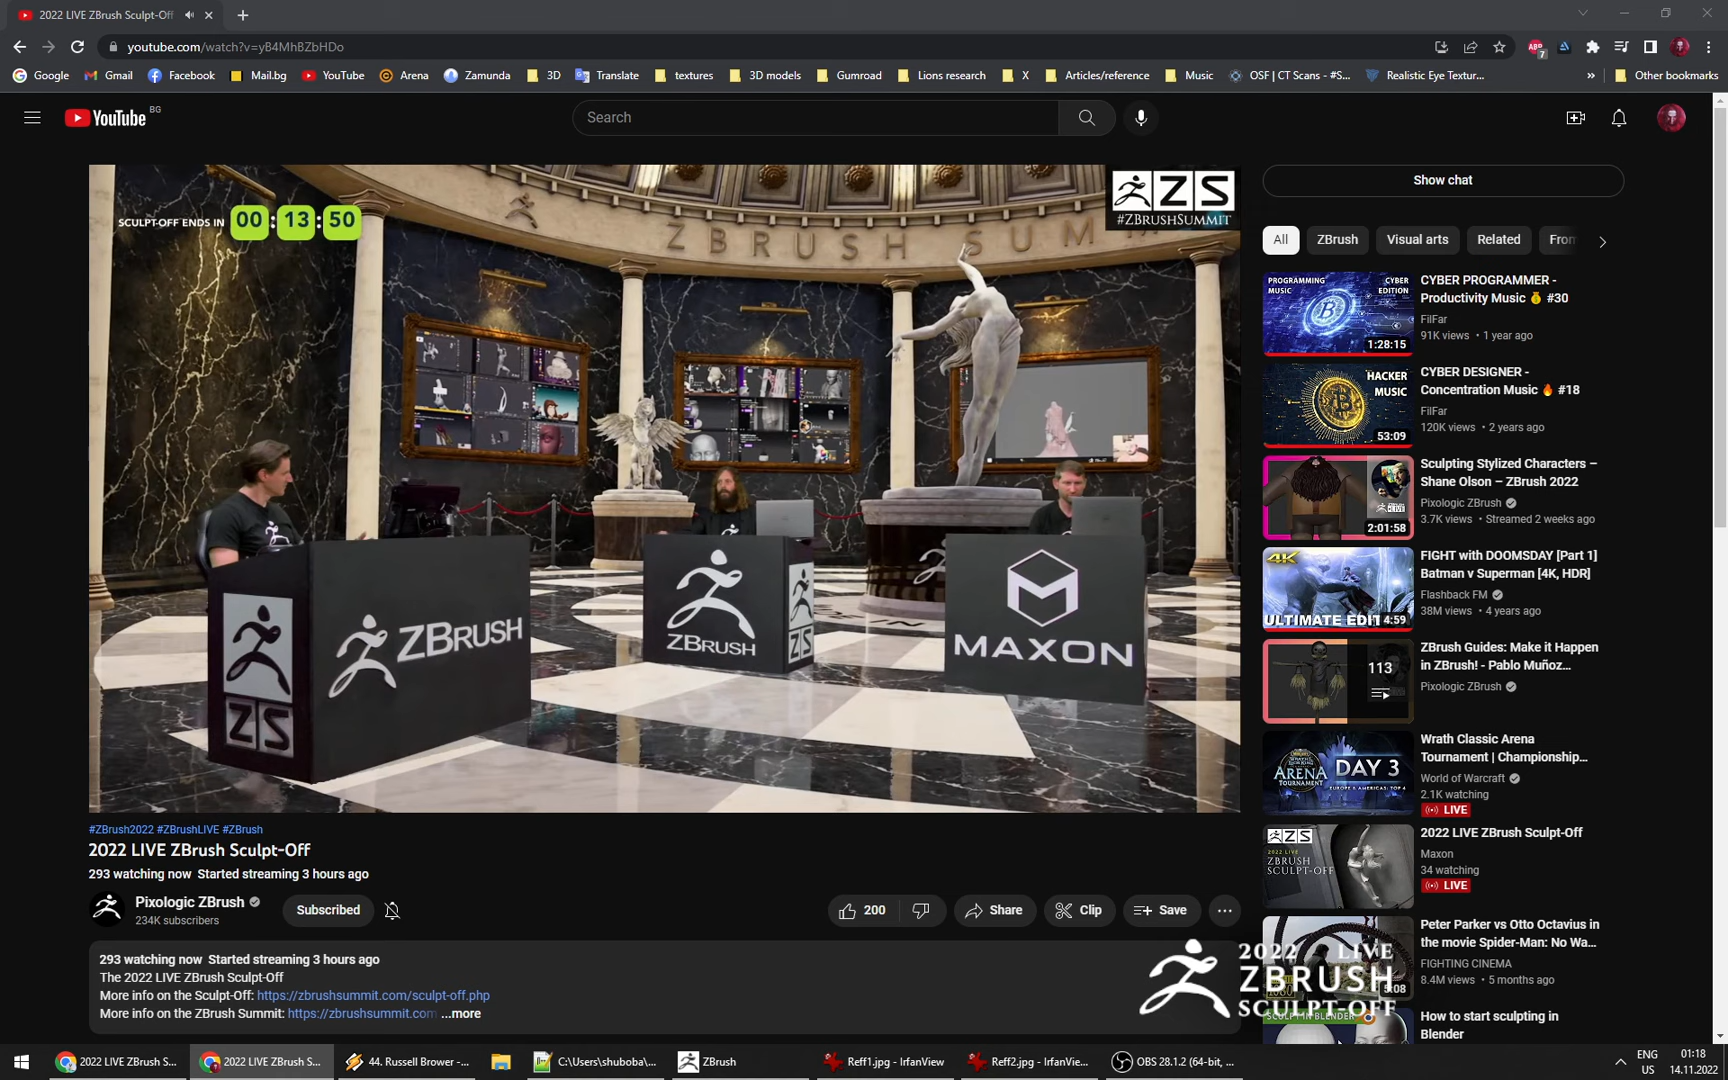 2022 LIVE ZBrush Sculpt-Off
youtube.com/watch?v=yB4MhBZbHDo
ABP
7
Google
Gmail
Facebook
Mail.bg
YouTube
Arena
Zamunda
3D
Translate
textures
3D models
Gumroad
Lions research
X
Articles/reference
Music
OSF | CT Scans - #S...
Realistic Eye Textur...
»
Other bookmarks
YouTube
BG
Search
SCULPT-OFF ENDS IN 00:13:50
ZS
#ZBRUSHSUMMIT
ZBRUSH SUMM
ZBRUSH
ZS
ZBRUSH
ZS
MAXON
#ZBrush2022 #ZBrushLIVE #ZBrush
2022 LIVE ZBrush Sculpt-Off
293 watching now Started streaming 3 hours ago
Pixologic ZBrush
234K subscribers
Subscribed
200
Share
Clip
Save
293 watching now Started streaming 3 hours ago
The 2022 LIVE ZBrush Sculpt-Off
More info on the Sculpt-Off: https://zbrushsummit.com/sculpt-off.php
More info on the ZBrush Summit: https://zbrushsummit.com ...more
Show chat
All
ZBrush
Visual arts
Related
From
PROGRAMMING
MUSIC
CYBER
EDITION
1:28:15
CYBER PROGRAMMER -
Productivity Music 🥇 #30
FilFar
91K views • 1 year ago
HACKER
MUSIC
53:09
CYBER DESIGNER -
Concentration Music 🔥 #18
FilFar
120K views • 2 years ago
2:01:58
Sculpting Stylized Characters –
Shane Olson – ZBrush 2022
Pixologic ZBrush
3.7K views • Streamed 2 weeks ago
4K
ULTIMATE EDIT
4:59
FIGHT with DOOMSDAY [Part 1]
Batman v Superman [4K, HDR]
Flashback FM
38M views • 4 years ago
113
ZBrush Guides: Make it Happen
in ZBrush! - Pablo Muñoz...
Pixologic ZBrush
ARENA
TOURNAMENT
DAY 3
EUROPE & AMERICAS: TOP 4
Wrath Classic Arena
Tournament | Championship...
World of Warcraft
2.1K watching
LIVE
ZS
2022 LIVE
ZBRUSH
SCULPT-OFF
2022 LIVE ZBrush Sculpt-Off
Maxon
34 watching
LIVE
5:08
Peter Parker vs Otto Octavius in
the movie Spider-Man: No Wa...
FIGHTING CINEMA
8.4M views • 5 months ago
2022 LIVE
ZBRUSH
SCULPT-OFF
SCULPT IN BLENDER
How to start sculpting in
Blender
2022 LIVE ZBrush S...
2022 LIVE ZBrush S...
44. Russell Brower -...
C:\Users\shuboba\...
ZBrush
Reff1.jpg - IrfanView
Reff2.jpg - IrfanVie...
OBS 28.1.2 (64-bit, ...
ENG
US
01:18
14.11.2022